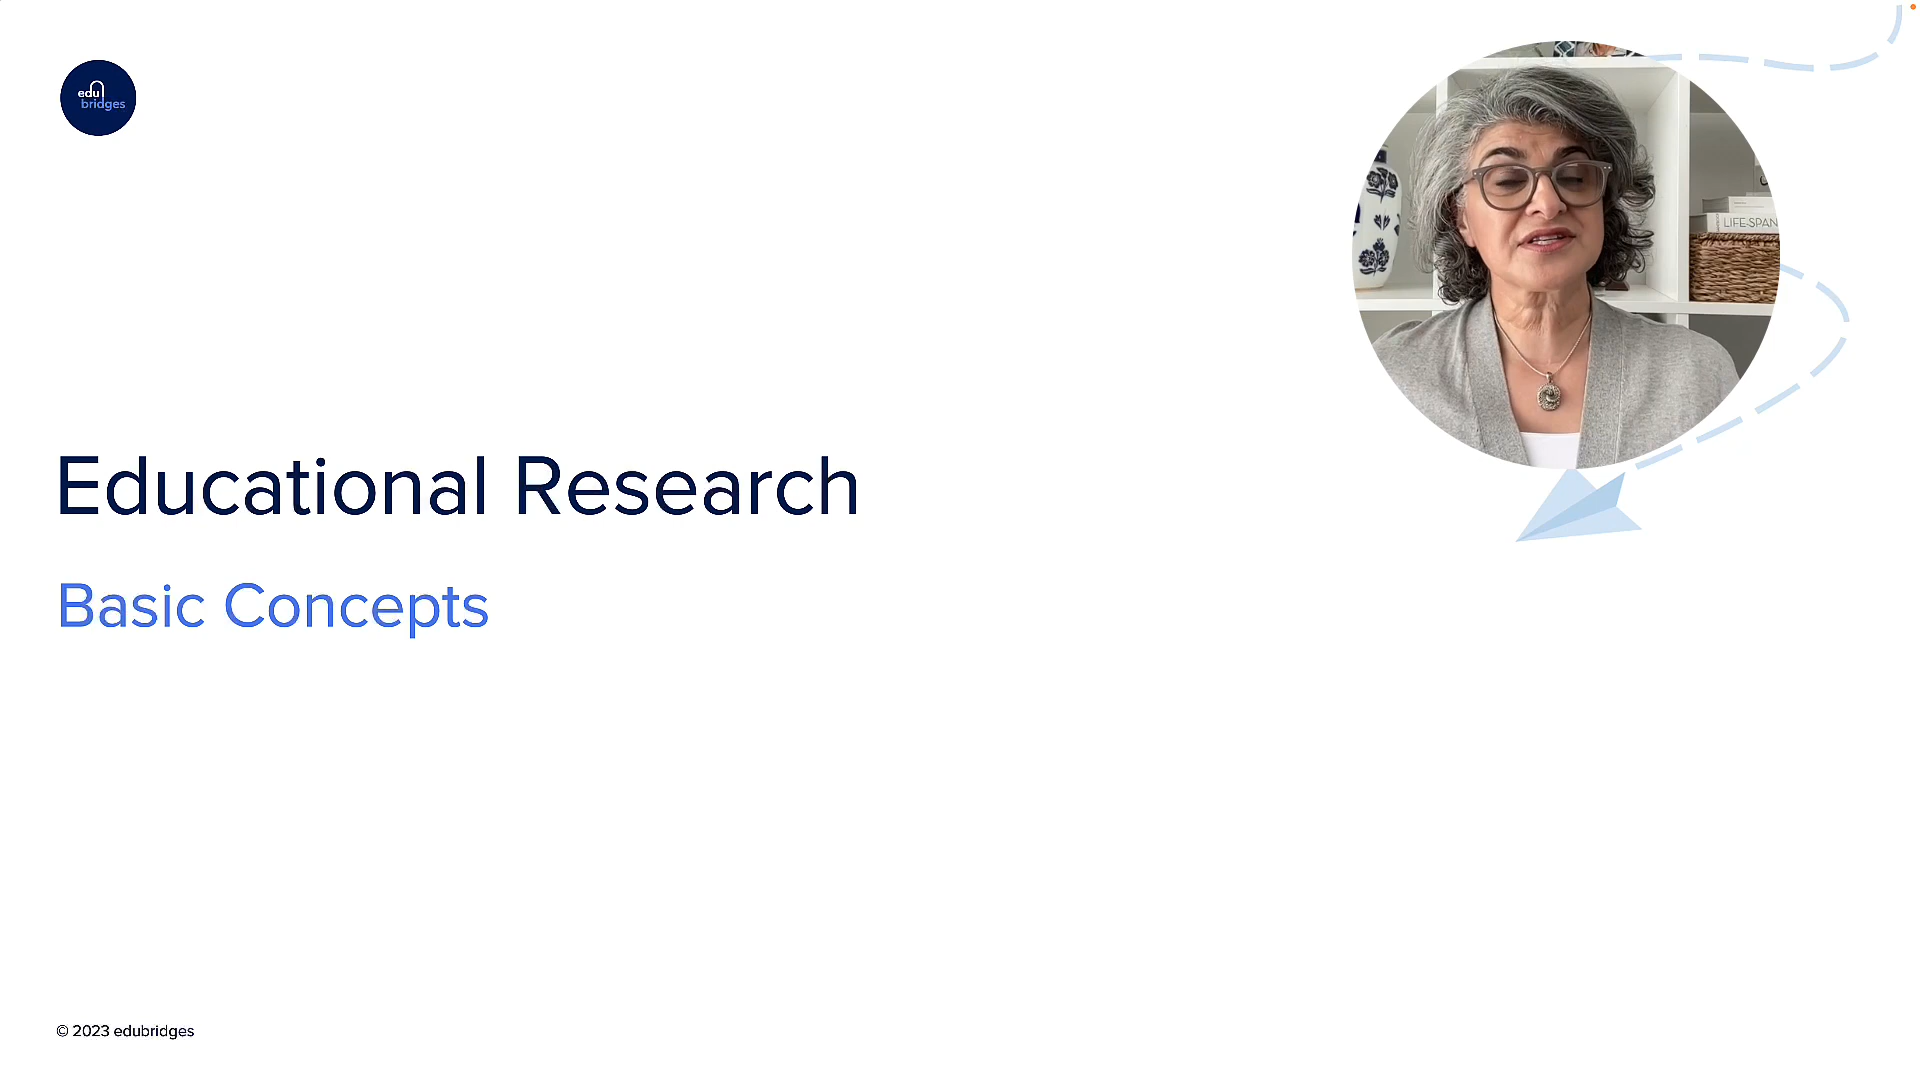 edu
bridges
LIFE-SPAN
Educational Research
Basic Concepts
© 2023 edubridges